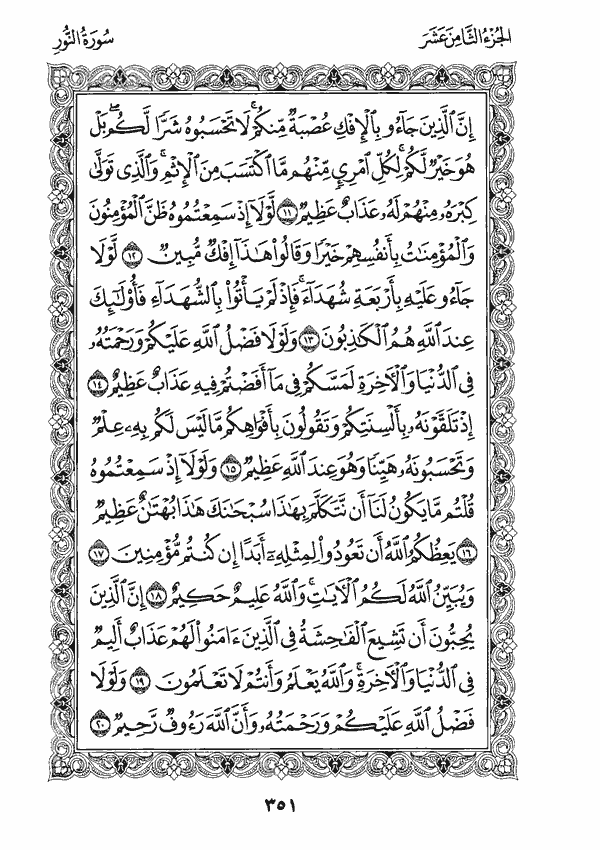 الجزء الثامن عشر
سورة النور
إِنَّ ٱلَّذِينَ جَآءُو بِٱلْإِفْكِ عُصْبَةٌ مِّنكُمْ ۚ لَا تَحْسَبُوهُ شَرًّا لَّكُم ۖ بَلْ
هُوَ خَيْرٌ لَّكُمْ ۚ لِكُلِّ ٱمْرِئٍ مِّنْهُم مَّا ٱكْتَسَبَ مِنَ ٱلْإِثْمِ ۚ وَٱلَّذِى تَوَلَّىٰ
كِبْرَهُۥ مِنْهُمْ لَهُۥ عَذَابٌ عَظِيمٌ ١١ لَّوْلَآ إِذْ سَمِعْتُمُوهُ ظَنَّ ٱلْمُؤْمِنُونَ
وَٱلْمُؤْمِنَٰتُ بِأَنفُسِهِمْ خَيْرًا وَقَالُوا۟ هَٰذَآ إِفْكٌ مُّبِينٌ ١٢ لَّوْلَا
جَآءُو عَلَيْهِ بِأَرْبَعَةِ شُهَدَآءَ ۚ فَإِذْ لَمْ يَأْتُوا۟ بِٱلشُّهَدَآءِ فَأُو۟لَٰٓئِكَ
عِندَ ٱللَّهِ هُمُ ٱلْكَٰذِبُونَ ١٣ وَلَوْلَا فَضْلُ ٱللَّهِ عَلَيْكُمْ وَرَحْمَتُهُۥ
فِى ٱلدُّنْيَا وَٱلْءَاخِرَةِ لَمَسَّكُمْ فِى مَآ أَفَضْتُمْ فِيهِ عَذَابٌ عَظِيمٌ ١٤
إِذْ تَلَقَّوْنَهُۥ بِأَلْسِنَتِكُمْ وَتَقُولُونَ بِأَفْوَاهِكُم مَّا لَيْسَ لَكُم بِهِۦ عِلْمٌ
وَتَحْسَبُونَهُۥ هَيِّنًا وَهُوَ عِندَ ٱللَّهِ عَظِيمٌ ١٥ وَلَوْلَآ إِذْ سَمِعْتُمُوهُ
قُلْتُم مَّا يَكُونُ لَنَآ أَن نَّتَكَلَّمَ بِهَٰذَا سُبْحَٰنَكَ هَٰذَا بُهْتَٰنٌ عَظِيمٌ
١٦ يَعِظُكُمُ ٱللَّهُ أَن تَعُودُوا۟ لِمِثْلِهِۦٓ أَبَدًا إِن كُنتُم مُّؤْمِنِينَ ١٧
وَيُبَيِّنُ ٱللَّهُ لَكُمُ ٱلْءَايَٰتِ ۚ وَٱللَّهُ عَلِيمٌ حَكِيمٌ ١٨ إِنَّ ٱلَّذِينَ
يُحِبُّونَ أَن تَشِيعَ ٱلْفَٰحِشَةُ فِى ٱلَّذِينَ ءَامَنُوا۟ لَهُمْ عَذَابٌ أَلِيمٌ
فِى ٱلدُّنْيَا وَٱلْءَاخِرَةِ ۚ وَٱللَّهُ يَعْلَمُ وَأَنتُمْ لَا تَعْلَمُونَ ١٩ وَلَوْلَا
فَضْلُ ٱللَّهِ عَلَيْكُمْ وَرَحْمَتُهُۥ وَأَنَّ ٱللَّهَ رَءُوفٌ رَّحِيمٌ ٢٠
٣٥١